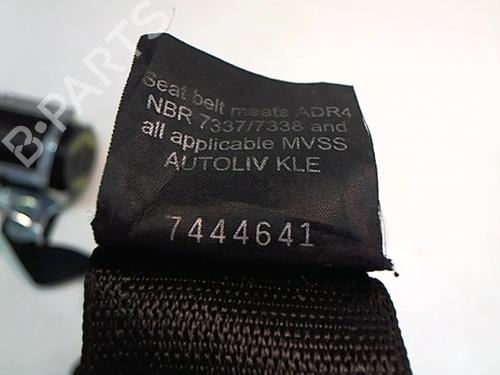 B-PARTS
Seat belt meets ADR4
NBR 7337/7338 and
all applicable MVSS
AUTOLIV KLE
7444641